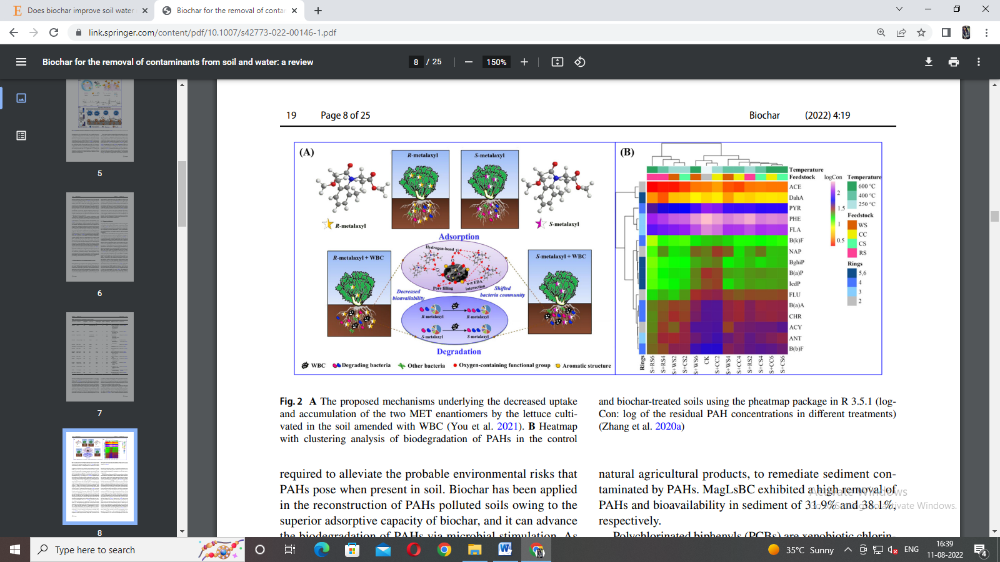 Does biochar improve soil water
Biochar for the removal of contar
link.springer.com/content/pdf/10.1007/s42773-022-00146-1.pdf
Biochar for the removal of contaminants from soil and water: a review
8 / 25
150%
5
6
7
8
19 Page 8 of 25 Biochar (2022) 4:19
(A)
R-metalaxyl
S-metalaxyl
R-metalaxyl
S-metalaxyl
Adsorption
R-metalaxyl + WBC
Hydrogen-bond
Pore filling
π-π EDA
interaction
S-metalaxyl + WBC
Decreased
bioavailability
Shifted
bacteria community
R-metalaxyl
R-metalaxyl
S-metalaxyl
S-metalaxyl
Degradation
WBC Degrading bacteria Other bacteria Oxygen-containing functional group Aromatic structure
(B)
Temperature
Feedstock
ACE
DahA
PYR
PHE
FLA
B(k)F
NAP
BghiP
B(a)P
IcdP
FLU
B(a)A
CHR
ACY
ANT
B(b)F
Rings
S+RS6
S+RS4
S+WS2
S+CS2
S+WS6
CK
S+CC2
S+WS4
S+CC4
S+RS2
S+CS4
S+CC6
S+CS6
logCon
2
1.5
1
0.5
Temperature
600 °C
400 °C
250 °C
Feedstock
WS
CC
CS
RS
Rings
5,6
4
3
2
Fig. 2 A The proposed mechanisms underlying the decreased uptake
and accumulation of the two MET enantiomers by the lettuce culti-
vated in the soil amended with WBC (You et al. 2021). B Heatmap
with clustering analysis of biodegradation of PAHs in the control
and biochar-treated soils using the pheatmap package in R 3.5.1 (log-
Con: log of the residual PAH concentrations in different treatments)
(Zhang et al. 2020a)
required to alleviate the probable environmental risks that
PAHs pose when present in soil. Biochar has been applied
in the reconstruction of PAHs polluted soils owing to the
superior adsorptive capacity of biochar, and it can advance
the biodegradation of PAHs via microbial stimulation. As
natural agricultural products, to remediate sediment con-
taminated by PAHs. MagLsBC exhibited a high removal of
PAHs and bioavailability in sediment of 31.9% and 38.1%,
respectively.
Polychlorinated biphenyls (PCBs) are xenobiotic chlorin-
Activate Windows
Go to Settings to activate Windows.
Type here to search
35°C Sunny
ENG
16:39
11-08-2022
4